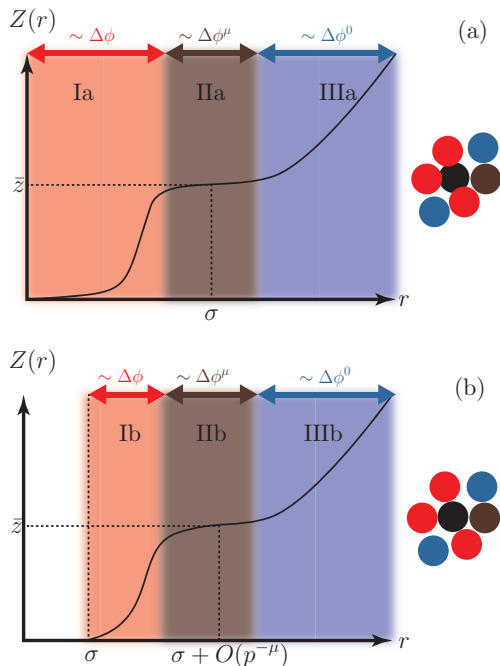 Z(r)
∼ Δϕ ∼ Δϕ^μ ∼ Δϕ^0
(a)
Ia IIa IIIa
z̄
σ
r
Z(r)
∼ Δϕ ∼ Δϕ^μ ∼ Δϕ^0
(b)
Ib IIb IIIb
z̄
r
σ σ + O(p^{−μ})